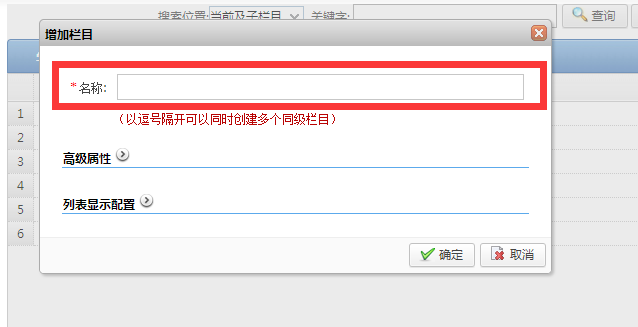 搜索位置:当前及子栏目 关键字: 查询
增加栏目
*名称:
（以逗号隔开可以同时创建多个同级栏目）
高级属性
列表显示配置
确定 取消
1
2
3
4
5
6